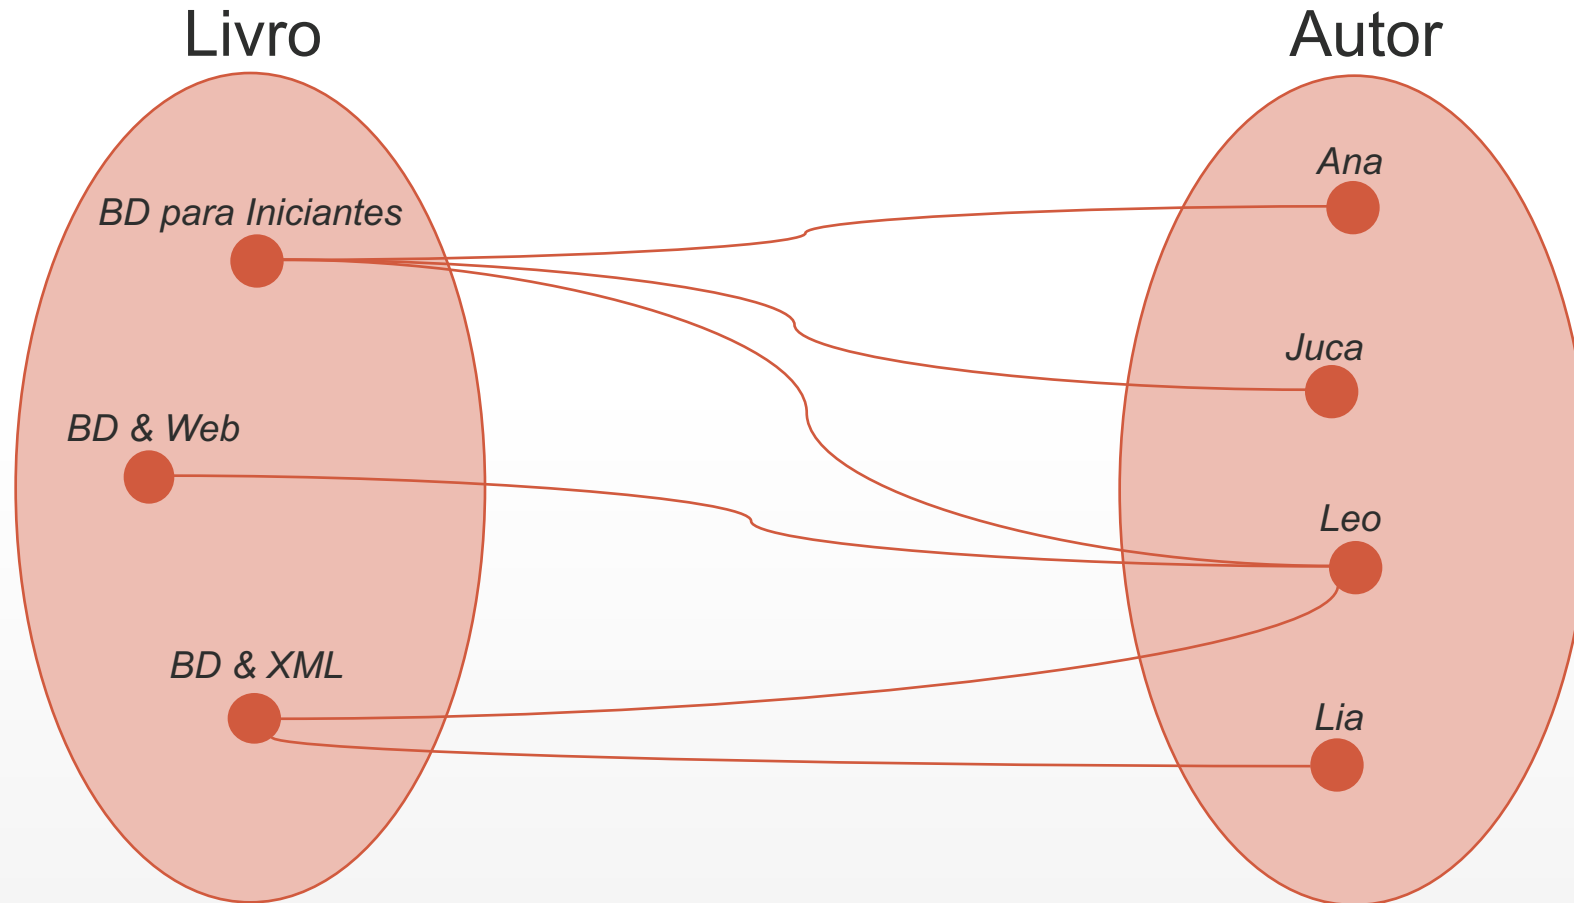 Livro
Autor
BD para Iniciantes
BD & Web
BD & XML
Ana
Juca
Leo
Lia